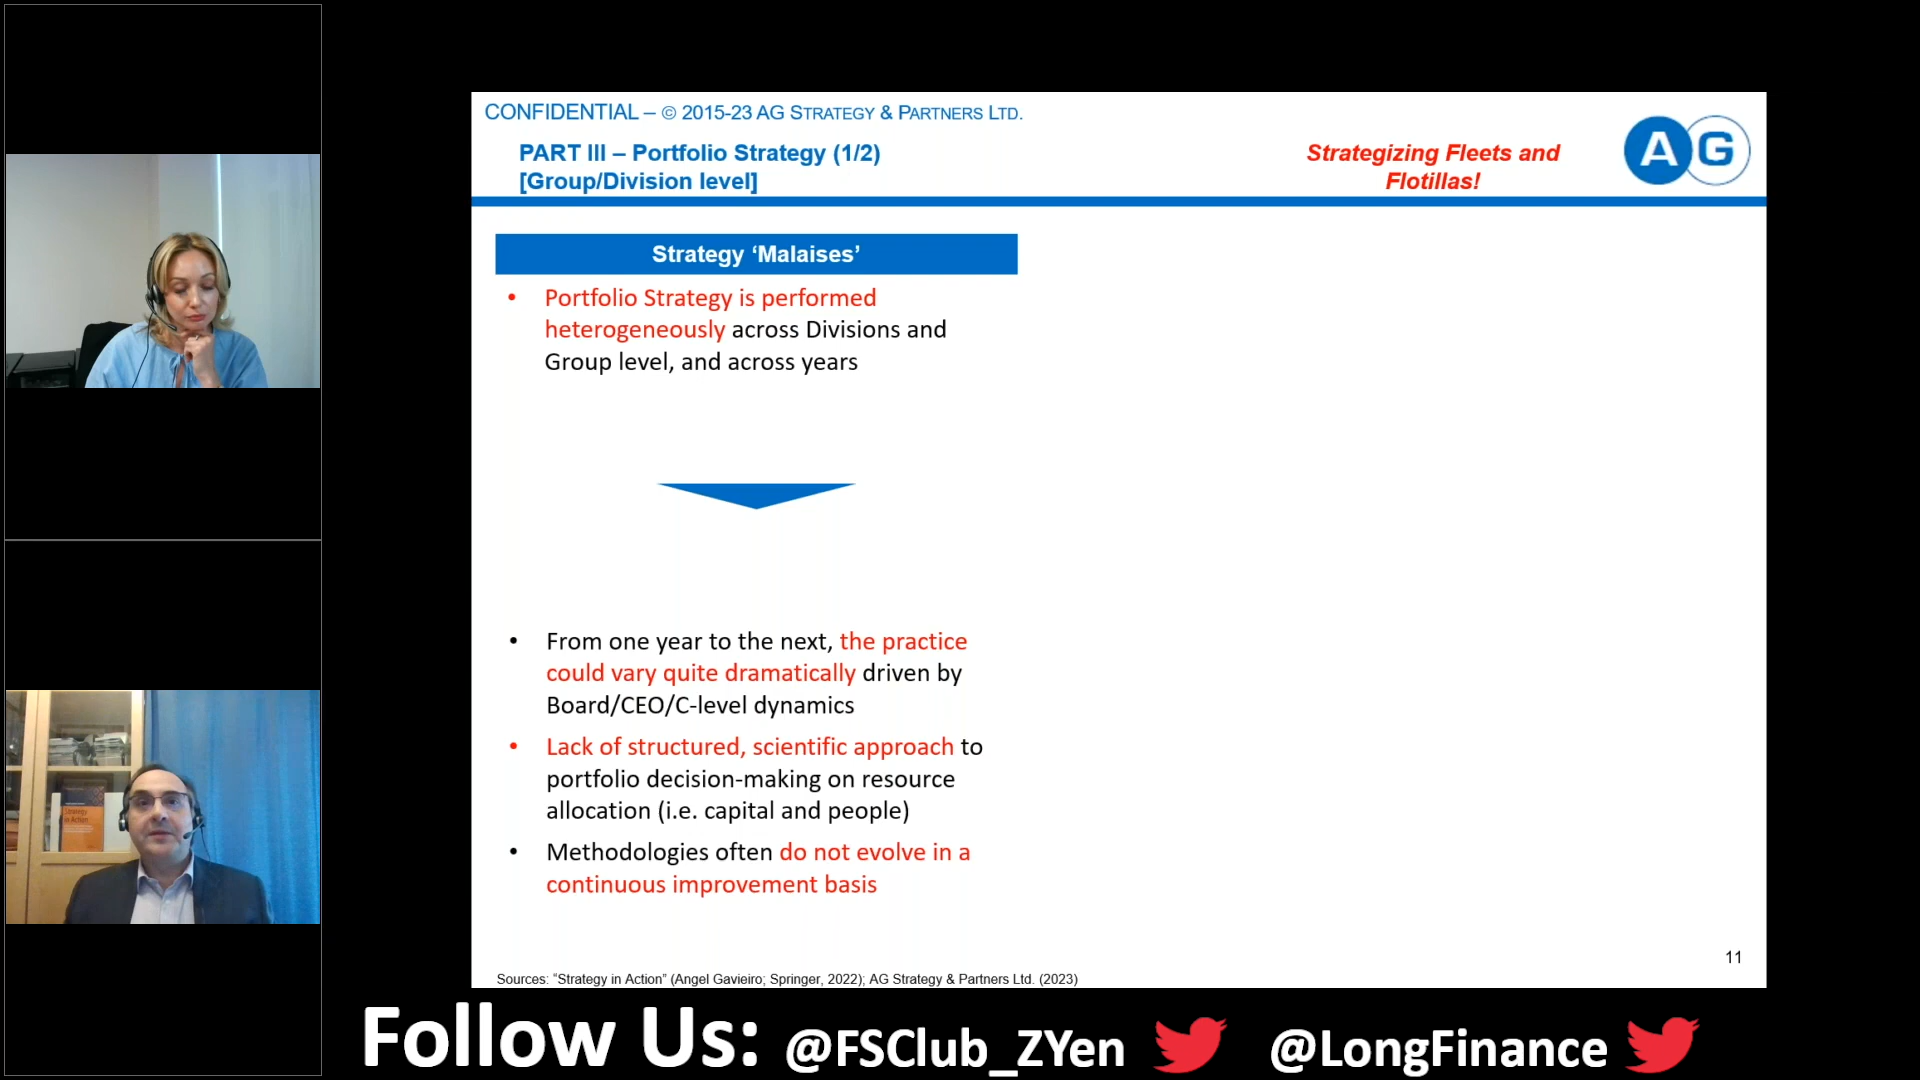 CONFIDENTIAL – © 2015-23 AG STRATEGY & PARTNERS LTD.
PART III – Portfolio Strategy (1/2)
[Group/Division level]
Strategizing Fleets and
Flotillas!
AG
Strategy ‘Malaises’
• Portfolio Strategy is performed
heterogeneously across Divisions and
Group level, and across years
• From one year to the next, the practice
could vary quite dramatically driven by
Board/CEO/C-level dynamics
• Lack of structured, scientific approach to
portfolio decision-making on resource
allocation (i.e. capital and people)
• Methodologies often do not evolve in a
continuous improvement basis
11
Sources: “Strategy in Action” (Angel Gavieiro; Springer, 2022); AG Strategy & Partners Ltd. (2023)
Follow Us: @FSClub_ZYen @LongFinance
Strategy
in Action